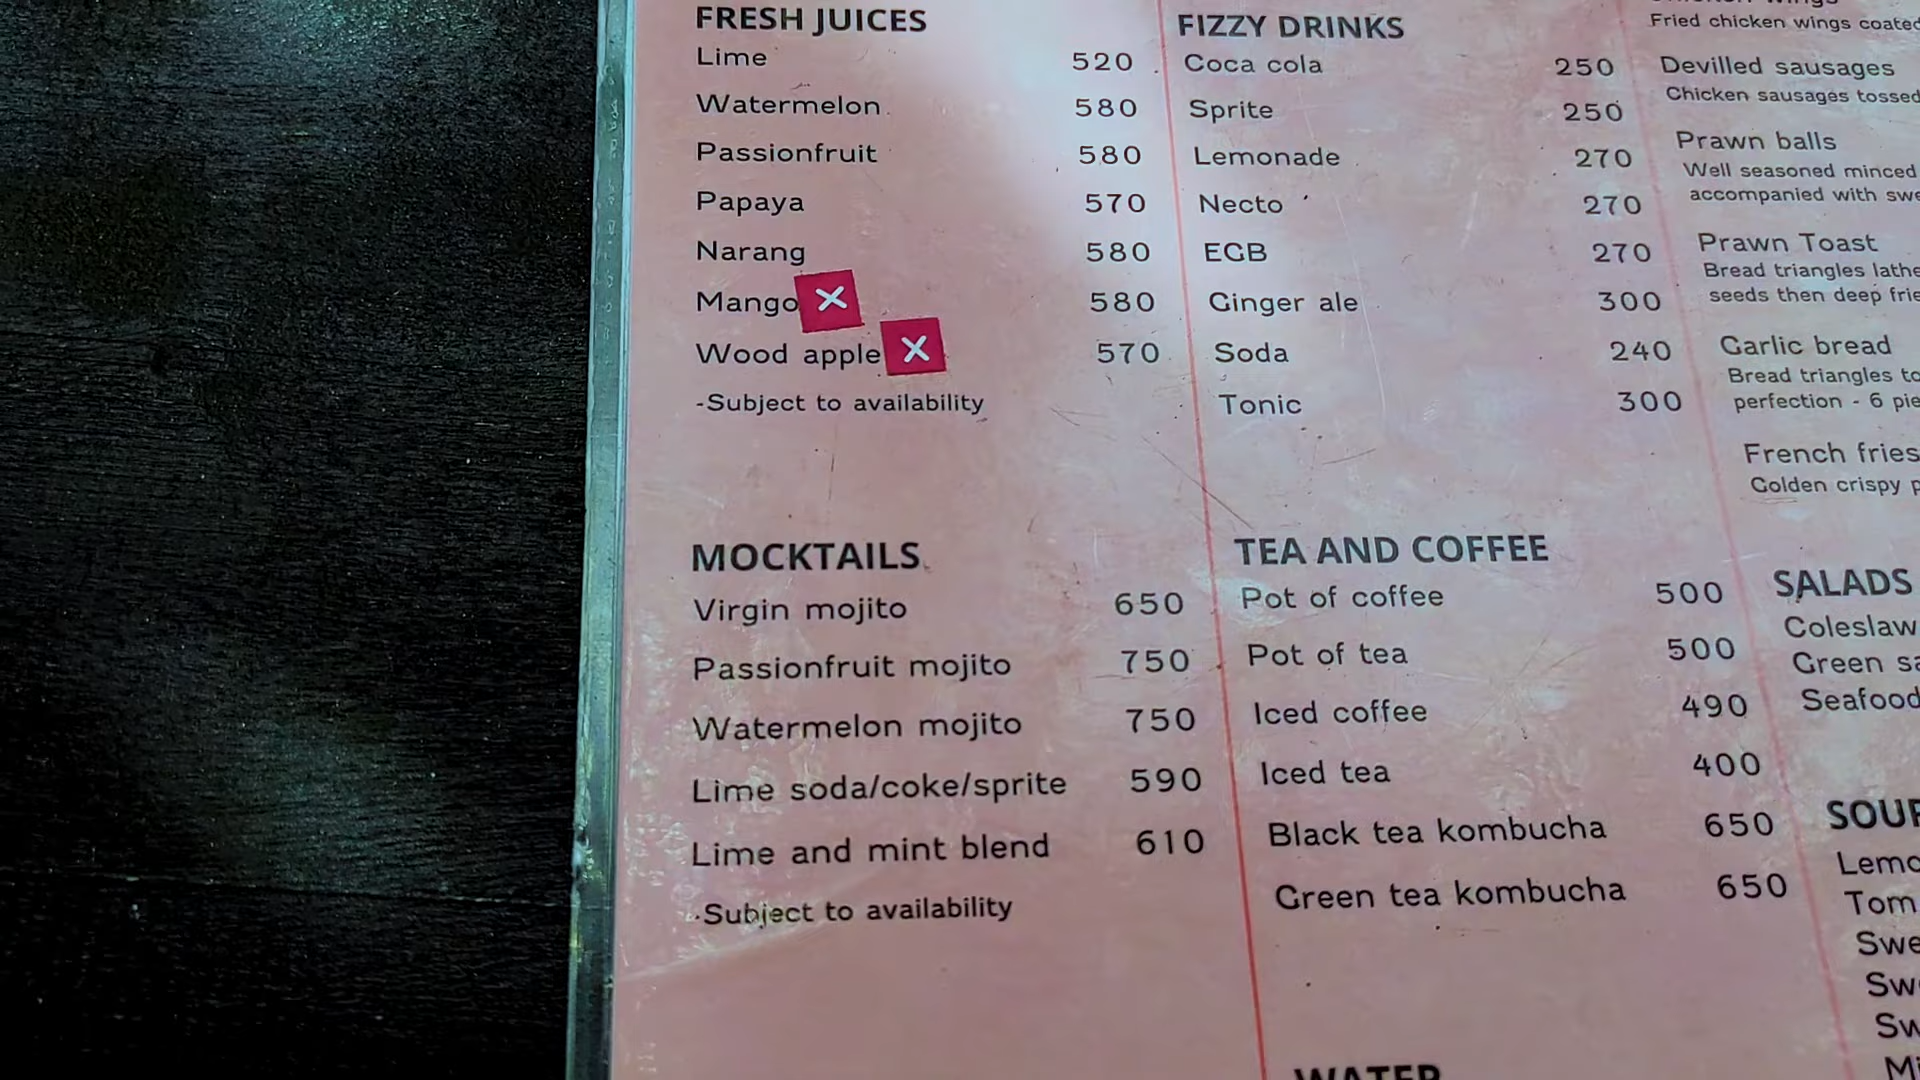 FRESH JUICES
Lime 520
Watermelon 580
Passionfruit 580
Papaya 570
Narang 580
Mango 580
Wood apple 570
-Subject to availability
MOCKTAILS
Virgin mojito 650
Passionfruit mojito 750
Watermelon mojito 750
Lime soda/coke/sprite 590
Lime and mint blend 610
-Subject to availability
FIZZY DRINKS
Coca cola 250
Sprite 250
Lemonade 270
Necto 270
EGB 270
Ginger ale 300
Soda 240
Tonic 300
TEA AND COFFEE
Pot of coffee 500
Pot of tea 500
Iced coffee 490
Iced tea 400
Black tea kombucha 650
Green tea kombucha 650
WATER
Fried chicken wings coated
Devilled sausages
Chicken sausages tossed
Prawn balls
Well seasoned minced
accompanied with
Prawn Toast
Bread triangles
seeds then deep
Garlic bread
Bread triangles
perfection - 6
French fries
Golden crispy
SALADS
Coleslaw
Green
Seafood